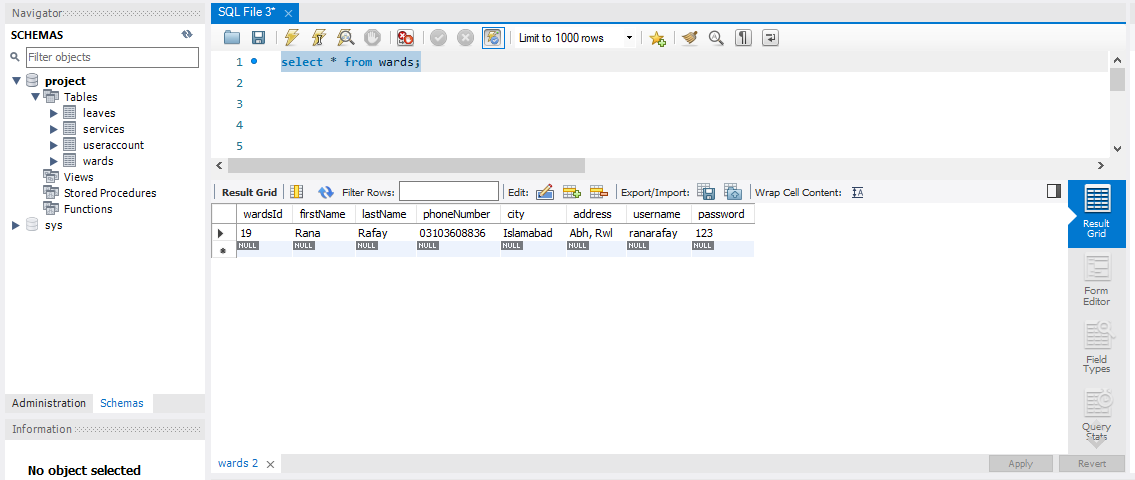 Navigator
SCHEMAS
Filter objects
project
Tables
leaves
services
useraccount
wards
Views
Stored Procedures
Functions
sys
Administration Schemas
Information
No object selected
SQL File 3*
Limit to 1000 rows
1 select * from wards;
2
3
4
5
Result Grid Filter Rows: Edit: Export/Import: Wrap Cell Content:
wardsId firstName lastName phoneNumber city address username password
19 Rana Rafay 03103608836 Islamabad Abh, Rwl ranarafay 123
NULL NULL NULL NULL NULL NULL NULL NULL
Result
Grid
Form
Editor
Field
Types
Query
Stats
wards 2
Apply Revert